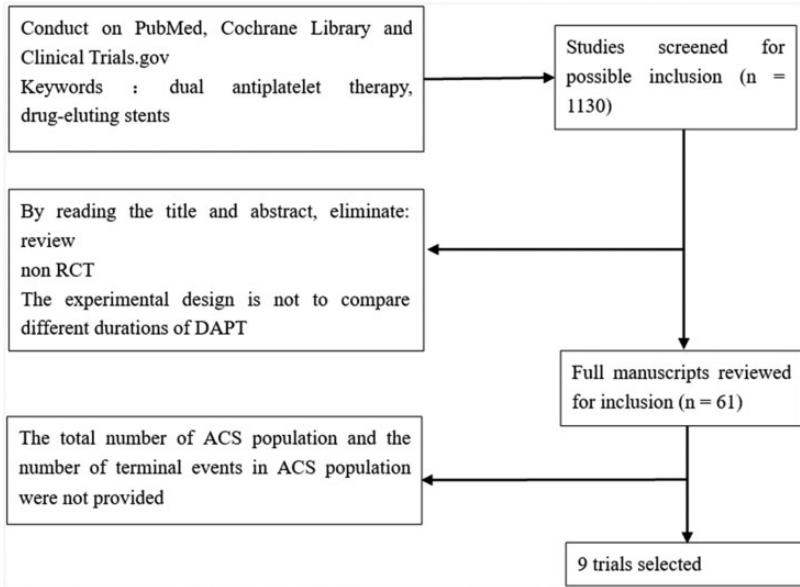 Conduct on PubMed, Cochrane Library and
Clinical Trials.gov
Keywords : dual antiplatelet therapy,
drug-eluting stents
Studies screened for
possible inclusion (n =
1130)
By reading the title and abstract, eliminate:
review
non RCT
The experimental design is not to compare
different durations of DAPT
Full manuscripts reviewed
for inclusion (n = 61)
The total number of ACS population and the
number of terminal events in ACS population
were not provided
9 trials selected